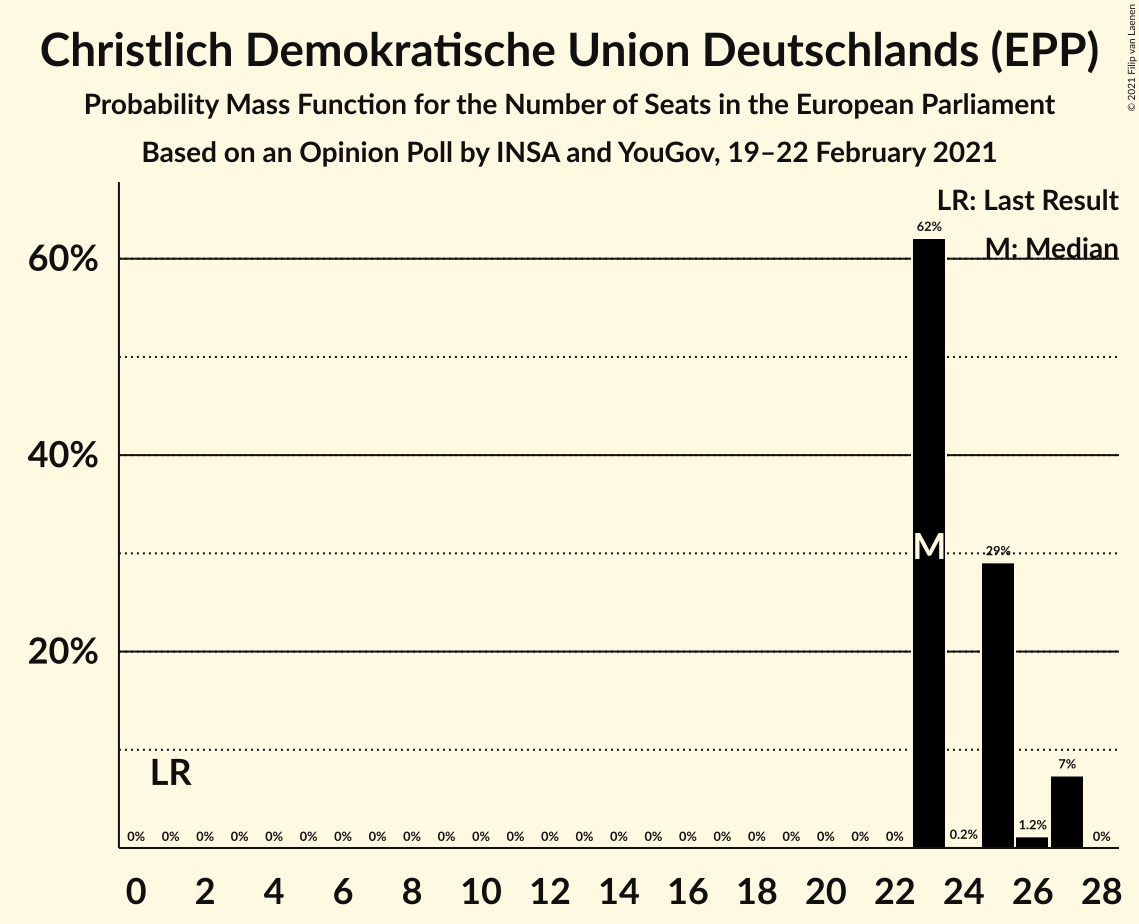 Christlich Demokratische Union Deutschlands (EPP)
Probability Mass Function for the Number of Seats in the European Parliament
Based on an Opinion Poll by INSA and YouGov, 19–22 February 2021
© 2021 Filip van Laenen
LR: Last Result
M: Median
62%
60%
40%
M
29%
20%
LR
7%
0% 0% 0% 0% 0% 0% 0% 0% 0% 0% 0% 0% 0% 0% 0% 0% 0% 0% 0% 0% 0% 0% 0% 0.2% 1.2% 0%
0 2 4 6 8 10 12 14 16 18 20 22 24 26 28